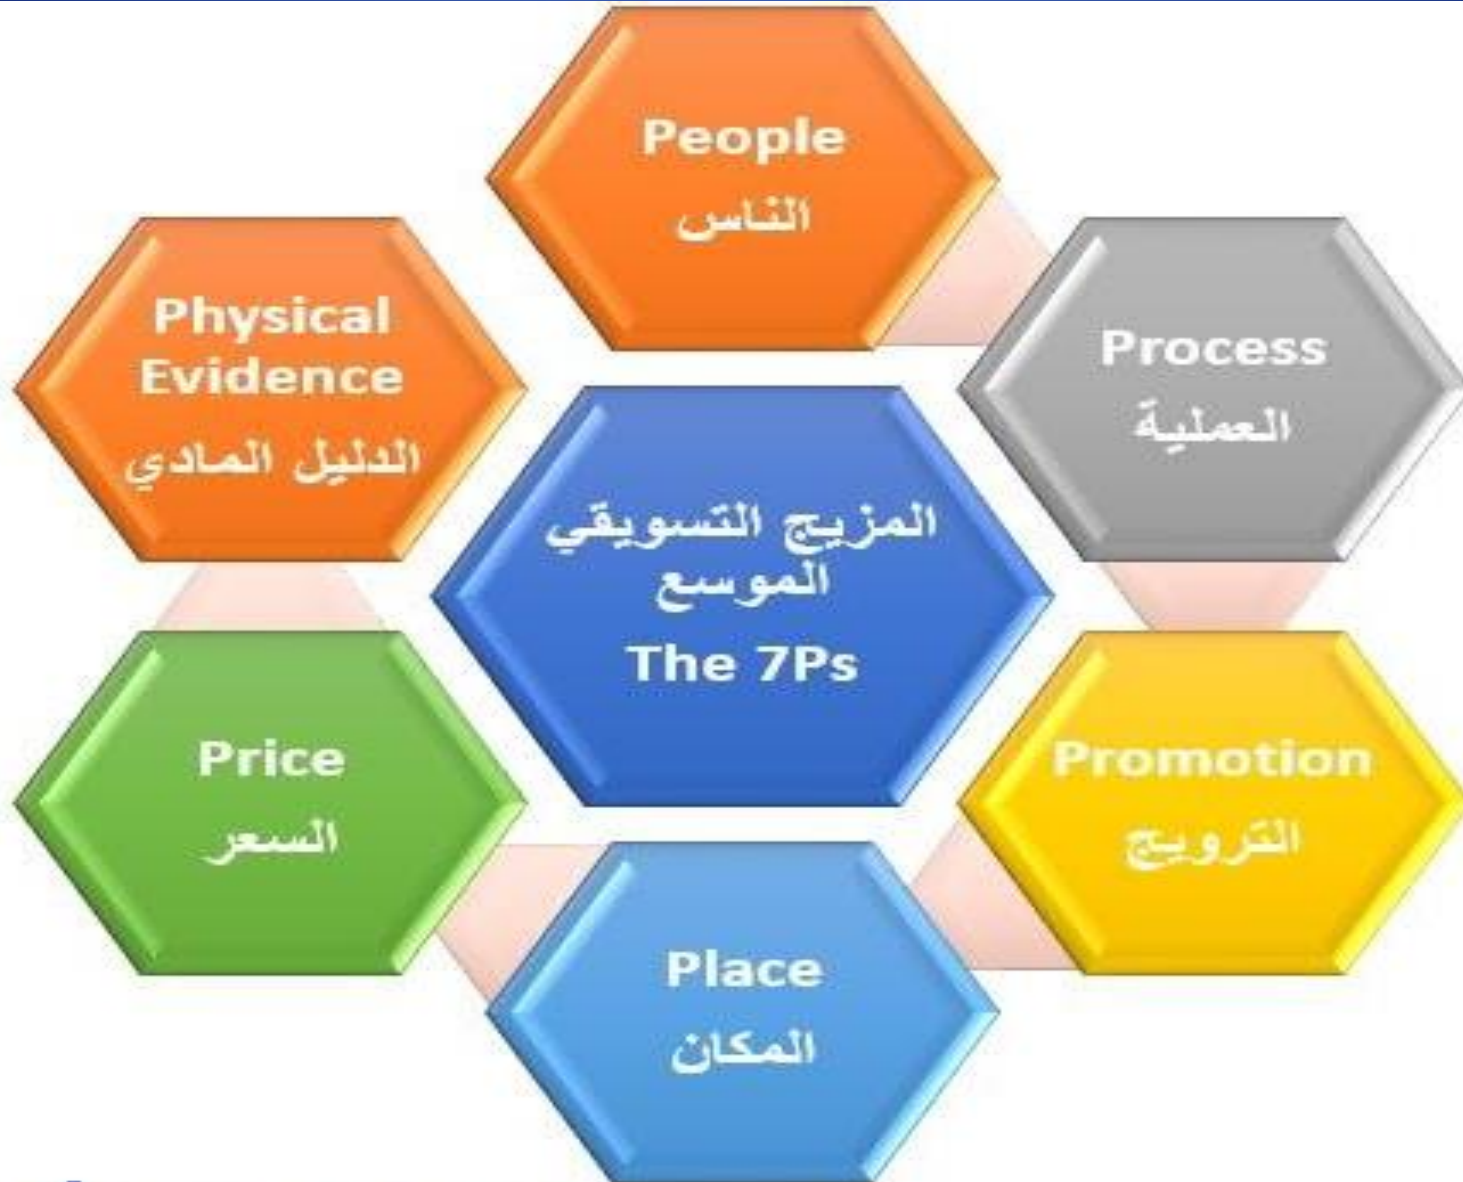 People
الناس
Process
العملية
Physical
Evidence
الدليل المادي
المزيج التسويقي
الموسع
The 7Ps
Price
السعر
Promotion
الترويج
Place
المكان